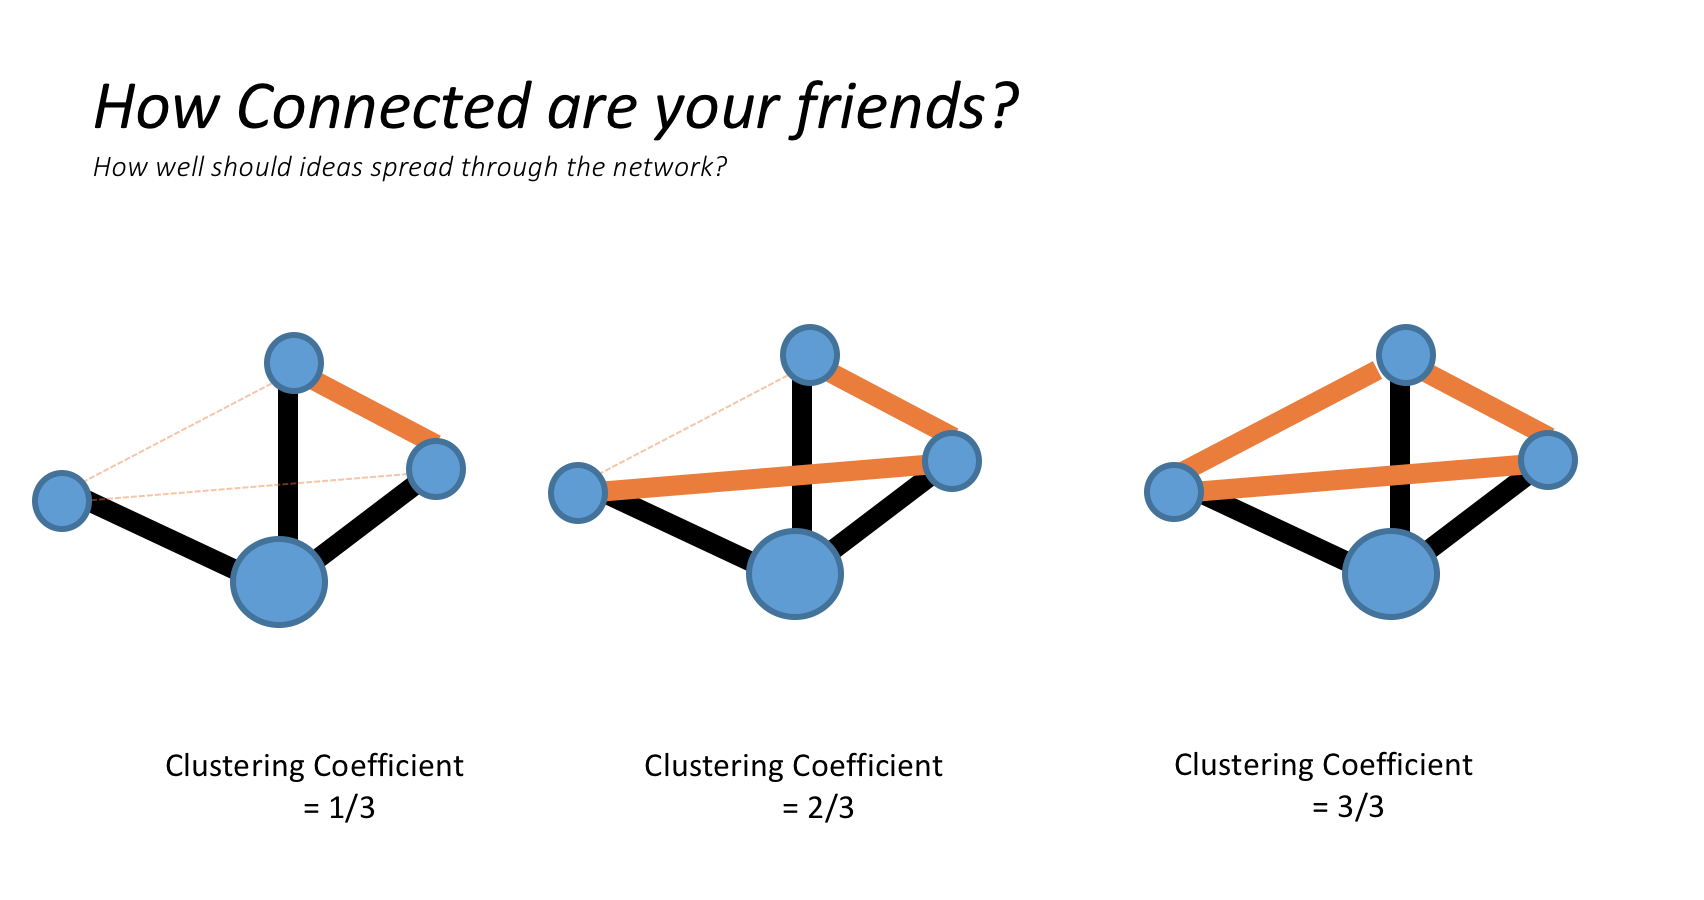 How Connected are your friends?
How well should ideas spread through the network?
Clustering Coefficient
= 1/3
Clustering Coefficient
= 2/3
Clustering Coefficient
= 3/3